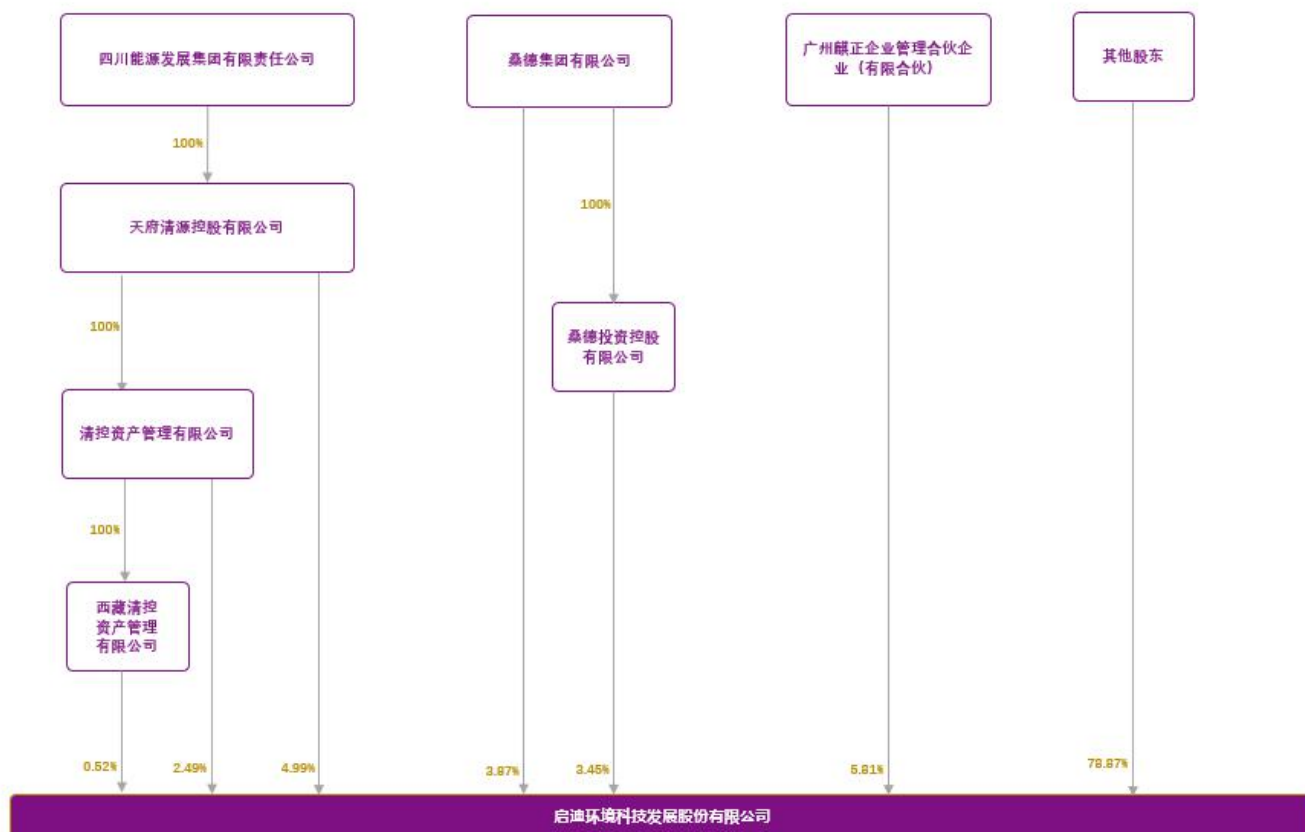 四川能源发展集团有限责任公司
桑德集团有限公司
广州麒正企业管理合伙企
业（有限合伙）
其他股东
100%
天府清源控股有限公司
100%
桑德投资控股
有限公司
100%
清控资产管理有限公司
100%
西藏清控
资产管理
有限公司
0.52%
2.49%
4.99%
3.87%
3.45%
5.81%
78.87%
启迪环境科技发展股份有限公司